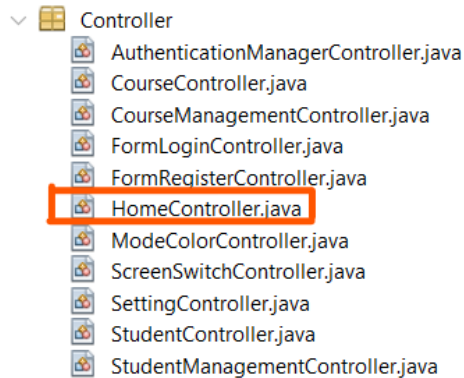 Controller
AuthenticationManagerController.java
CourseController.java
CourseManagementController.java
FormLoginController.java
FormRegisterController.java
HomeController.java
ModeColorController.java
ScreenSwitchController.java
SettingController.java
StudentController.java
StudentManagementController.java